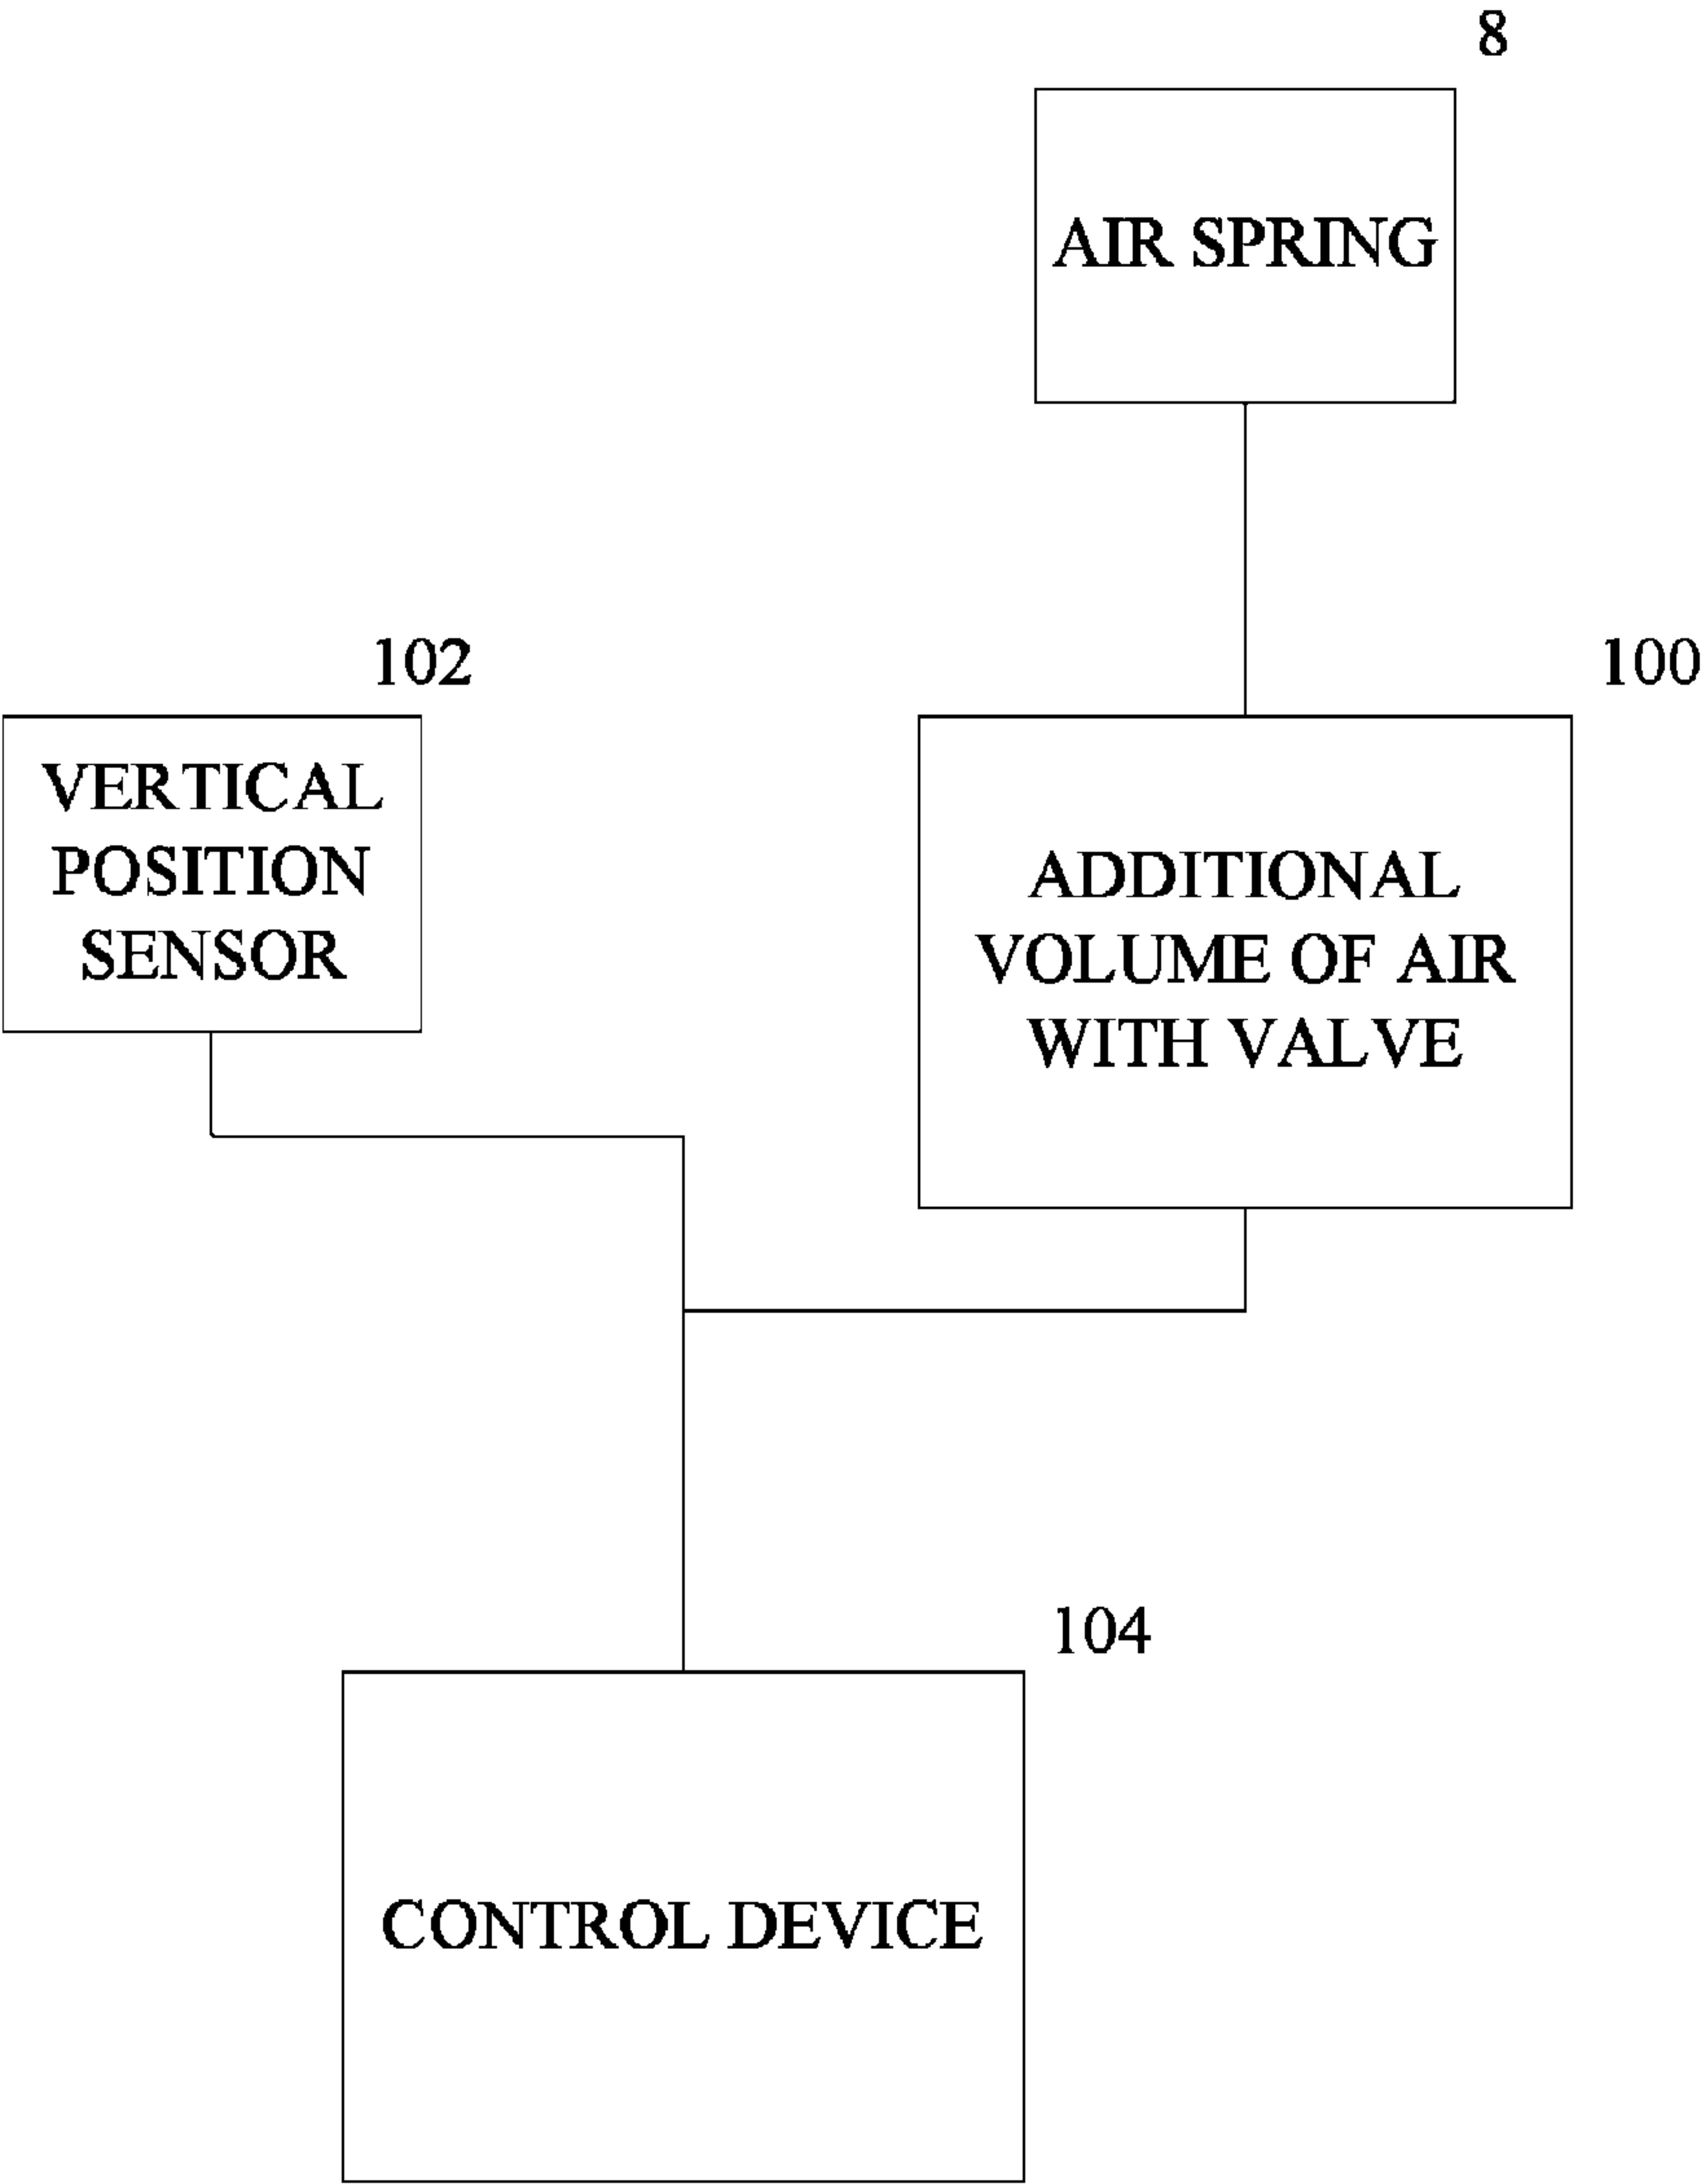 8
AIR SPRING
102
VERTICAL
POSITION
SENSOR
100
ADDITIONAL
VOLUME OF AIR
WITH VALVE
104
CONTROL DEVICE